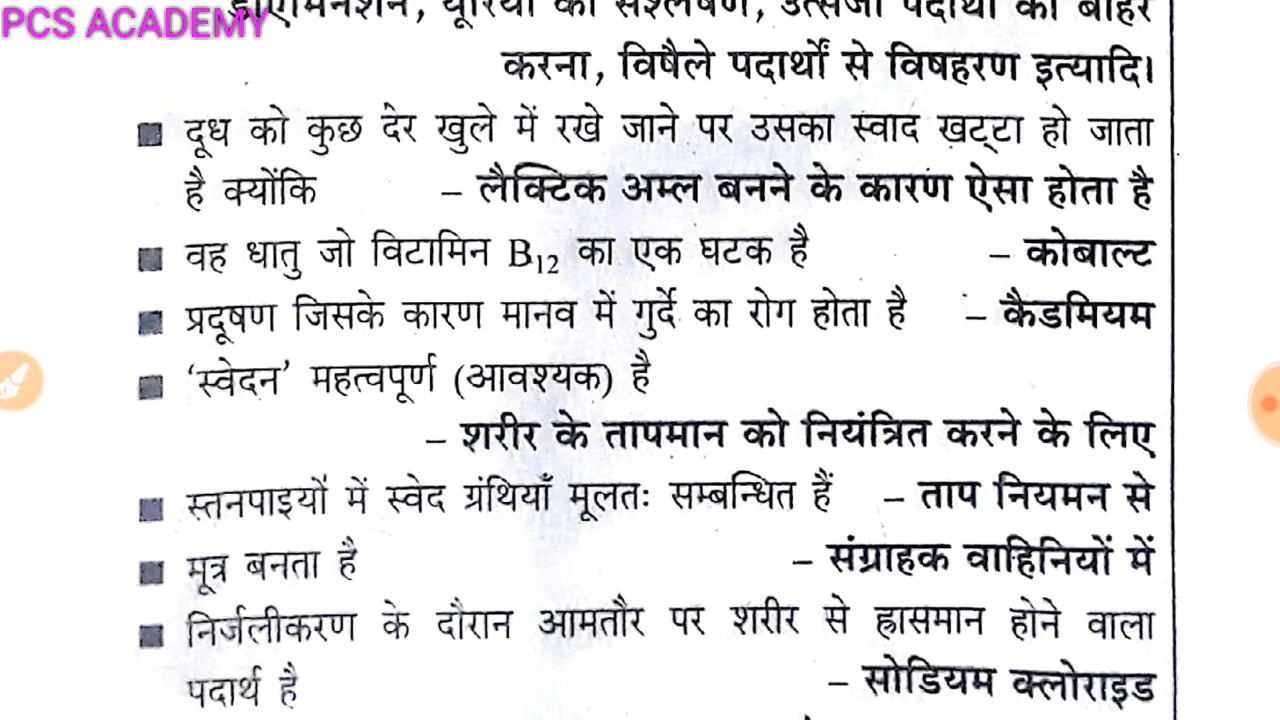 PCS ACADEMY
यूरिया का संश्लेषण, उत्सर्जी पदार्थों को बाहर
करना, विषैले पदार्थों से विषहरण इत्यादि।
■ दूध को कुछ देर खुले में रखे जाने पर उसका स्वाद खट्टा हो जाता
है क्योंकि – लैक्टिक अम्ल बनने के कारण ऐसा होता है
■ वह धातु जो विटामिन B₁₂ का एक घटक है – कोबाल्ट
■ प्रदूषण जिसके कारण मानव में गुर्दे का रोग होता है – कैडमियम
■ ‘स्वेदन’ महत्वपूर्ण (आवश्यक) है
– शरीर के तापमान को नियंत्रित करने के लिए
■ स्तनपाइयों में स्वेद ग्रंथियाँ मूलतः सम्बन्धित हैं – ताप नियमन से
■ मूत्र बनता है – संग्राहक वाहिनियों में
■ निर्जलीकरण के दौरान आमतौर पर शरीर से ह्रासमान होने वाला
पदार्थ है – सोडियम क्लोराइड